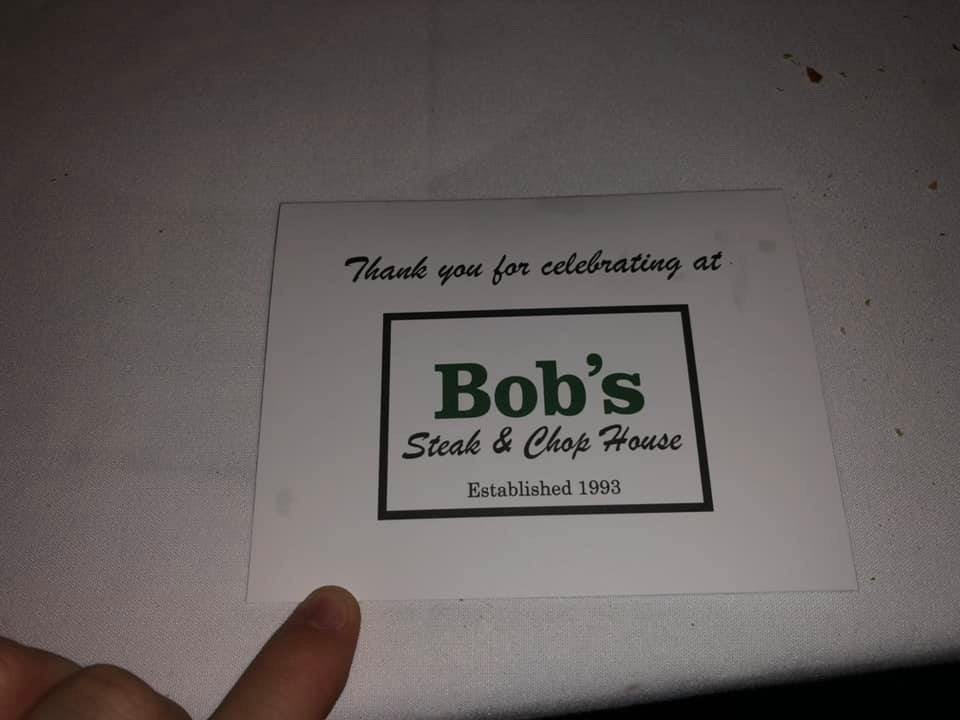 Thank you for celebrating at
Bob's
Steak & Chop House
Established 1993